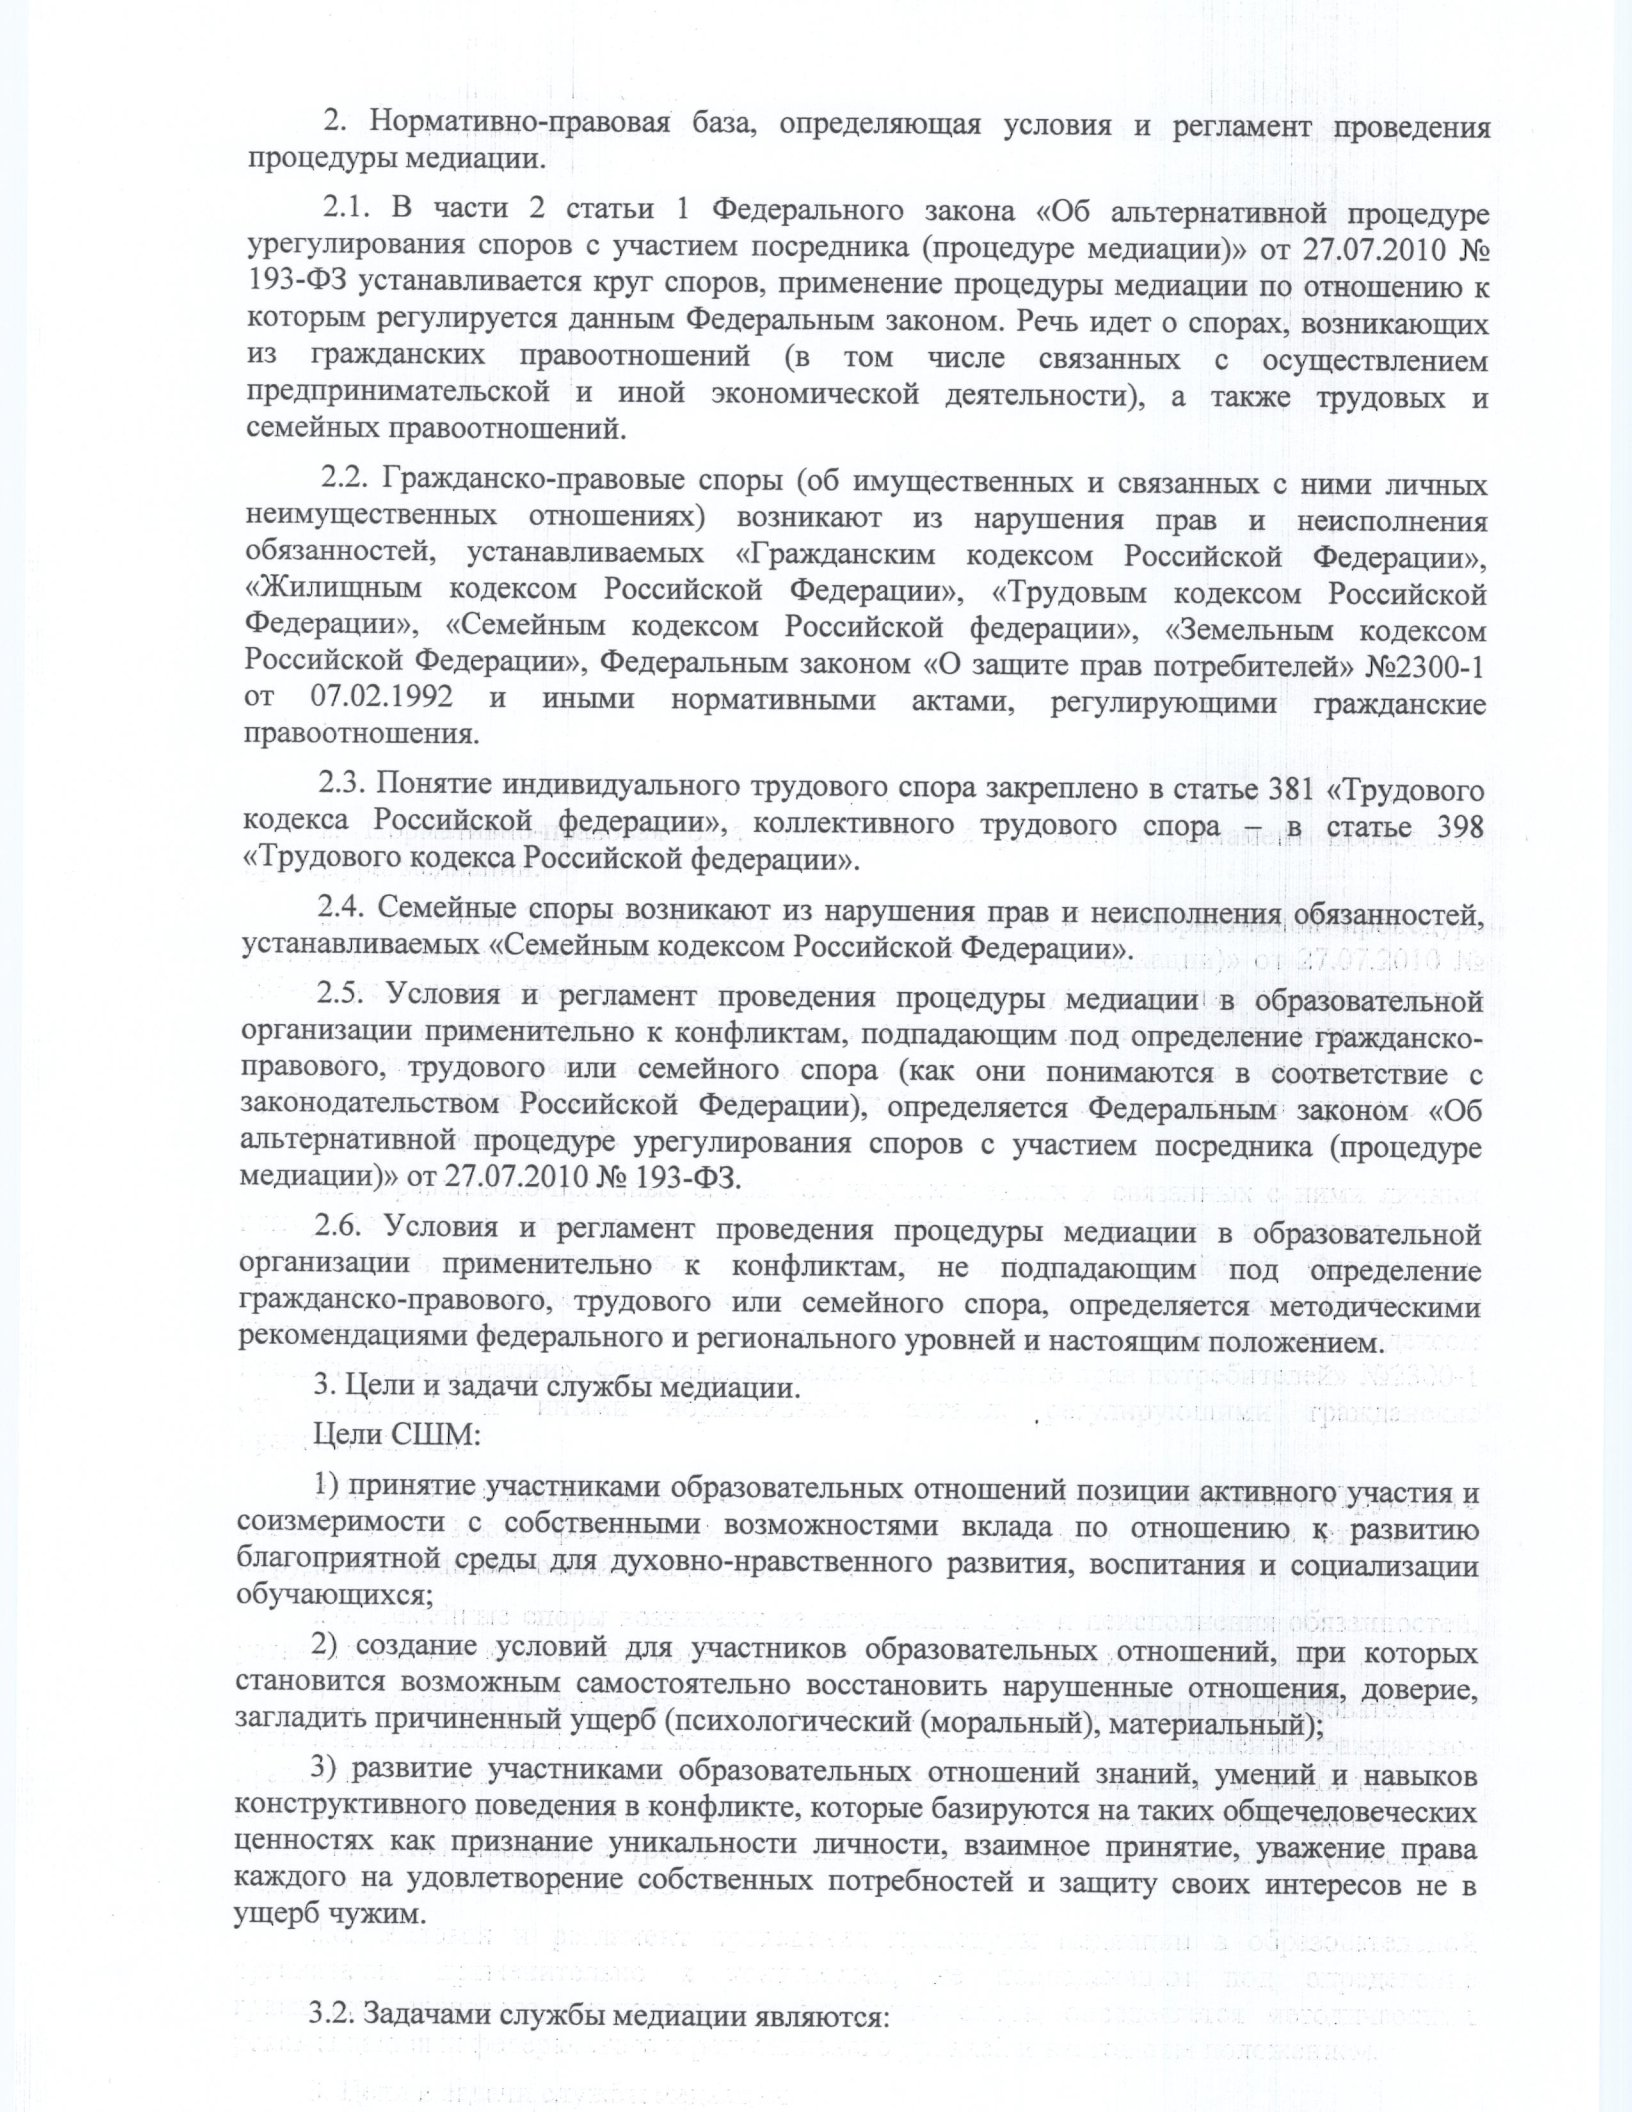 2. Нормативно-правовая база, определяющая условия и регламент проведения
процедуры медиации.
2.1. В части 2 статьи 1 Федерального закона «Об альтернативной процедуре
урегулирования споров с участием посредника (процедуре медиации)» от 27.07.2010 №
193-ФЗ устанавливается круг споров, применение процедуры медиации по отношению к
которым регулируется данным Федеральным законом. Речь идет о спорах, возникающих
из гражданских правоотношений (в том числе связанных с осуществлением
предпринимательской и иной экономической деятельности), а также трудовых и
семейных правоотношений.
2.2. Гражданско-правовые споры (об имущественных и связанных с ними личных
неимущественных отношениях) возникают из нарушения прав и неисполнения
обязанностей, устанавливаемых «Гражданским кодексом Российской Федерации»,
«Жилищным кодексом Российской Федерации», «Трудовым кодексом Российской
Федерации», «Семейным кодексом Российской федерации», «Земельным кодексом
Российской Федерации», Федеральным законом «О защите прав потребителей» №2300-1
от 07.02.1992 и иными нормативными актами, регулирующими гражданские
правоотношения.
2.3. Понятие индивидуального трудового спора закреплено в статье 381 «Трудового
кодекса Российской федерации», коллективного трудового спора – в статье 398
«Трудового кодекса Российской федерации».
2.4. Семейные споры возникают из нарушения прав и неисполнения обязанностей,
устанавливаемых «Семейным кодексом Российской Федерации».
2.5. Условия и регламент проведения процедуры медиации в образовательной
организации применительно к конфликтам, подпадающим под определение гражданско-
правового, трудового или семейного спора (как они понимаются в соответствие с
законодательством Российской Федерации), определяется Федеральным законом «Об
альтернативной процедуре урегулирования споров с участием посредника (процедуре
медиации)» от 27.07.2010 № 193-ФЗ.
2.6. Условия и регламент проведения процедуры медиации в образовательной
организации применительно к конфликтам, не подпадающим под определение
гражданско-правового, трудового или семейного спора, определяется методическими
рекомендациями федерального и регионального уровней и настоящим положением.
3. Цели и задачи службы медиации.
Цели СШМ:
1) принятие участниками образовательных отношений позиции активного участия и
соизмеримости с собственными возможностями вклада по отношению к развитию
благоприятной среды для духовно-нравственного развития, воспитания и социализации
обучающихся;
2) создание условий для участников образовательных отношений, при которых
становится возможным самостоятельно восстановить нарушенные отношения, доверие,
загладить причиненный ущерб (психологический (моральный), материальный);
3) развитие участниками образовательных отношений знаний, умений и навыков
конструктивного поведения в конфликте, которые базируются на таких общечеловеческих
ценностях как признание уникальности личности, взаимное принятие, уважение права
каждого на удовлетворение собственных потребностей и защиту своих интересов не в
ущерб чужим.
3.2. Задачами службы медиации являются: